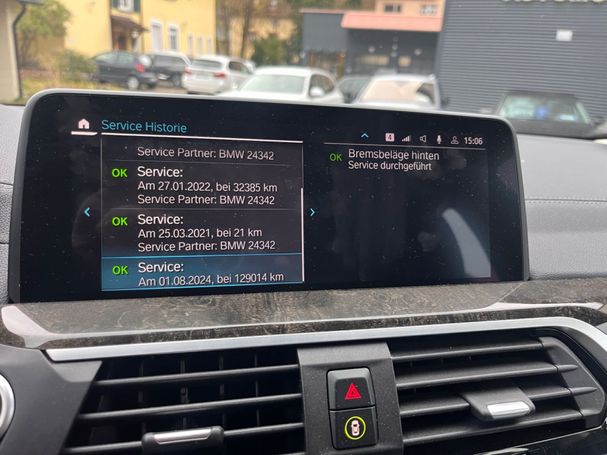 Service Historie
4
15:06
Service Partner: BMW 24342
OK Service:
Am 27.01.2022, bei 32385 km
Service Partner: BMW 24342
OK Service:
Am 25.03.2021, bei 21 km
Service Partner: BMW 24342
OK Service:
Am 01.08.2024, bei 129014 km
OK Bremsbeläge hinten
Service durchgeführt